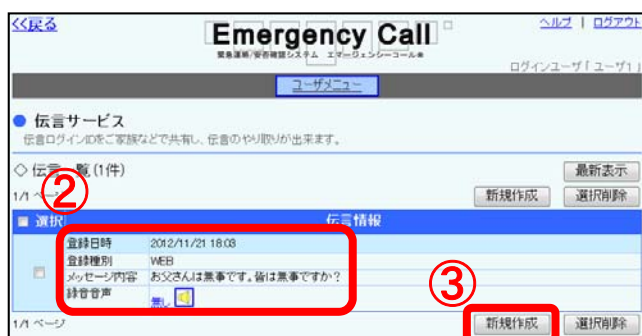 <<戻る
Emergency Call
緊急連絡/安否確認システム エマージェンシーコール®
ヘルプ | ログアウト
ログインユーザ「ユーザ1」
ユーザメニュー
● 伝言サービス
伝言ログインIDをご家族などで共有し、伝言のやり取りが出来ます。
◇ 伝言一覧(1件)
最新表示
1/1 ページ
新規作成 選択削除
②
選択 伝言情報
登録日時 2012/11/21 18:03
登録種別 WEB
メッセージ内容 お父さんは無事です。皆は無事ですか?
録音音声 無し
③
1/1 ページ
新規作成 選択削除